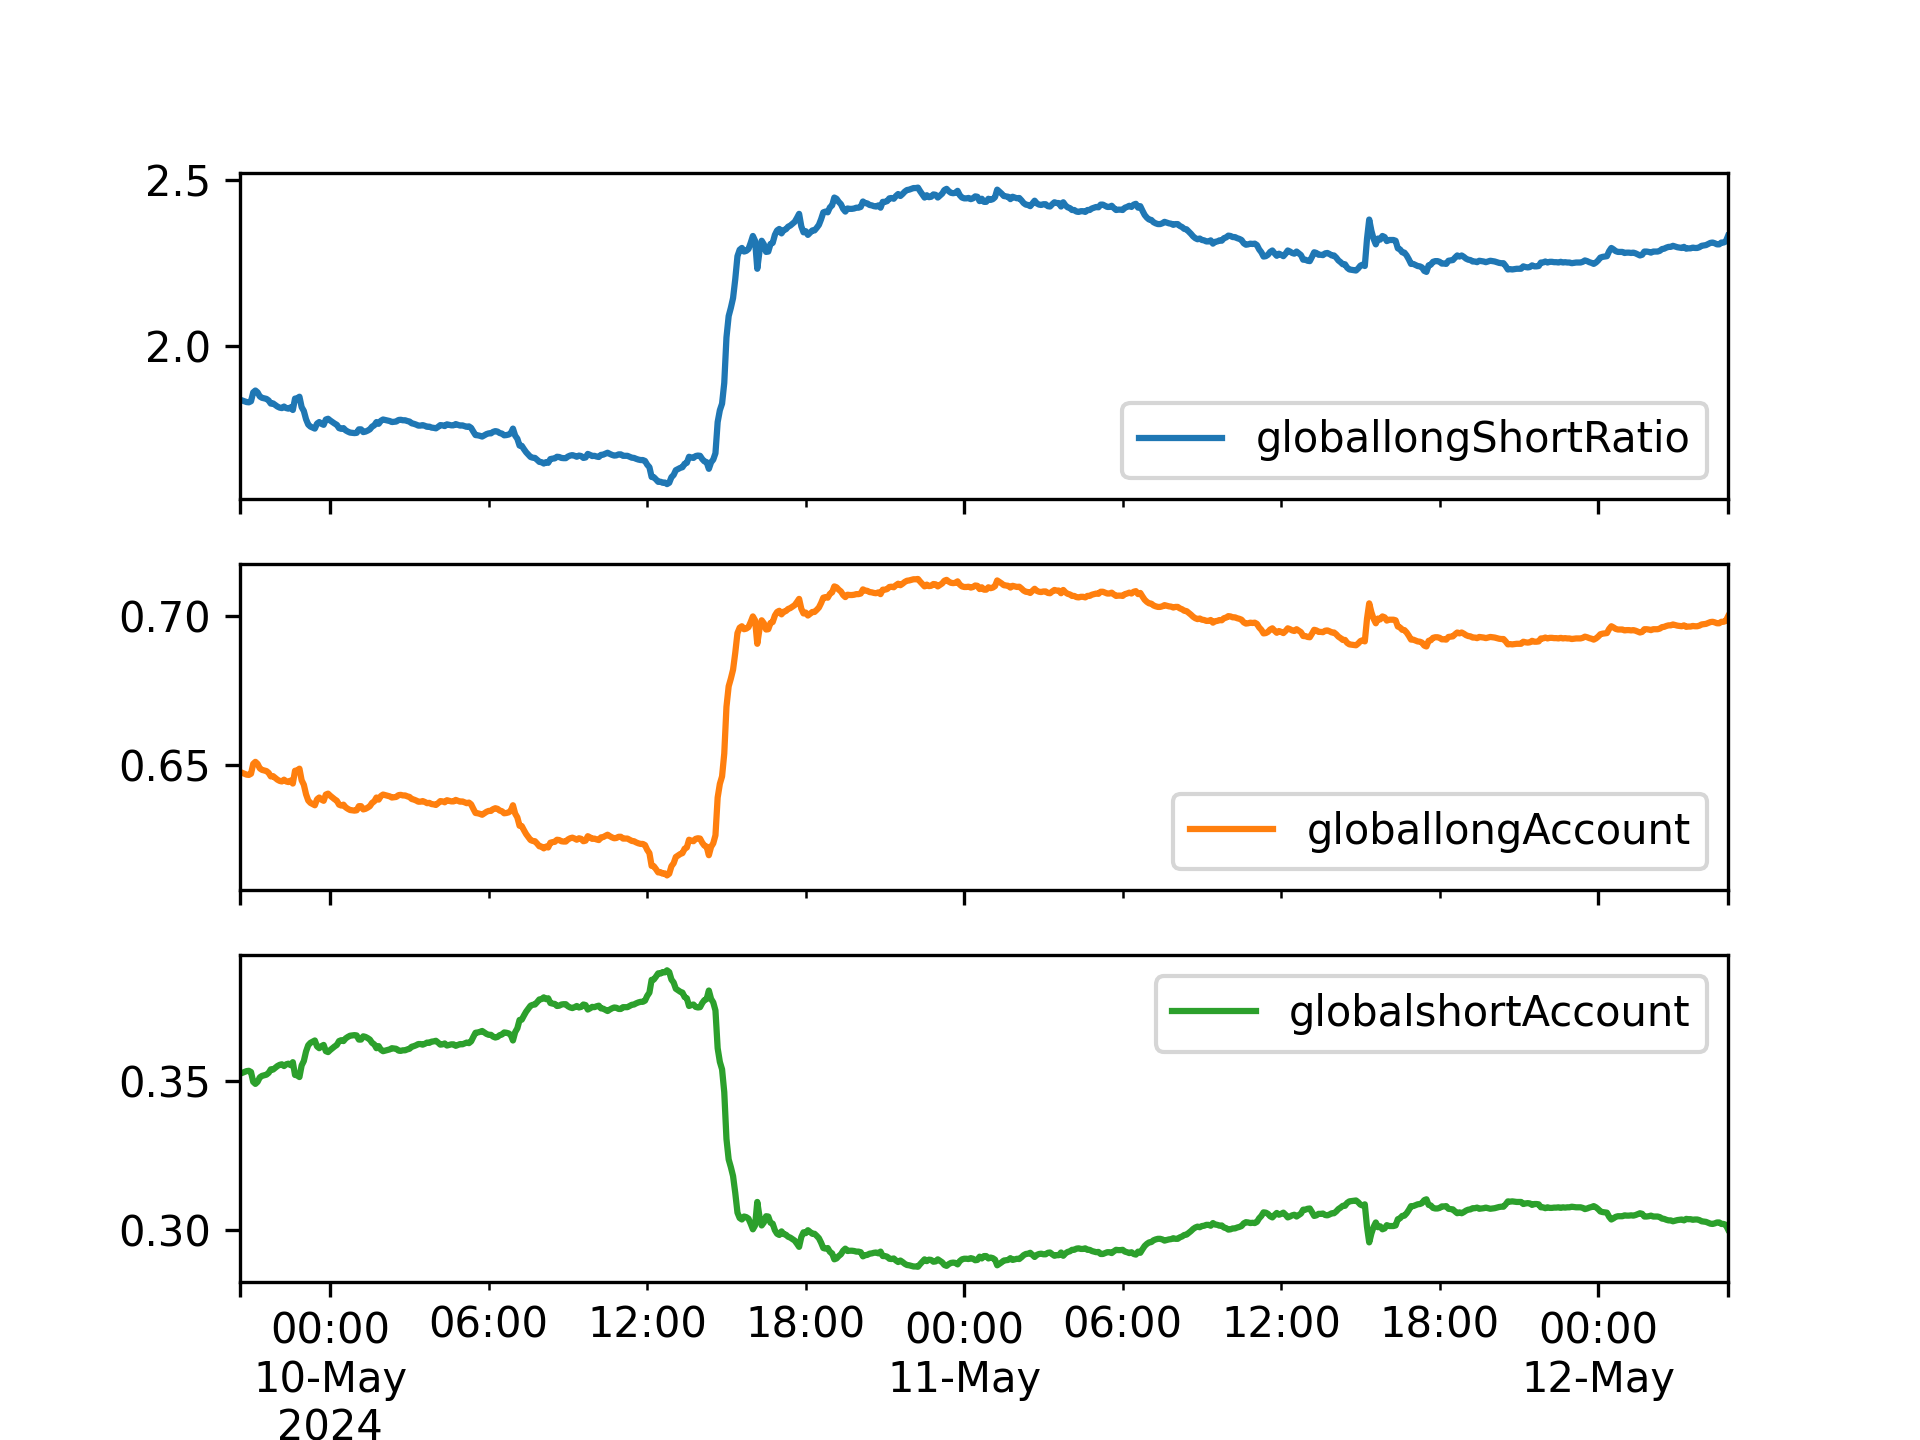 2.5
2.0
globallongShortRatio
0.70
0.65
globallongAccount
globalshortAccount
0.35
0.30
00:00 06:00 12:00 18:00 00:00 06:00 12:00 18:00 00:00
10-May 11-May 12-May
2024